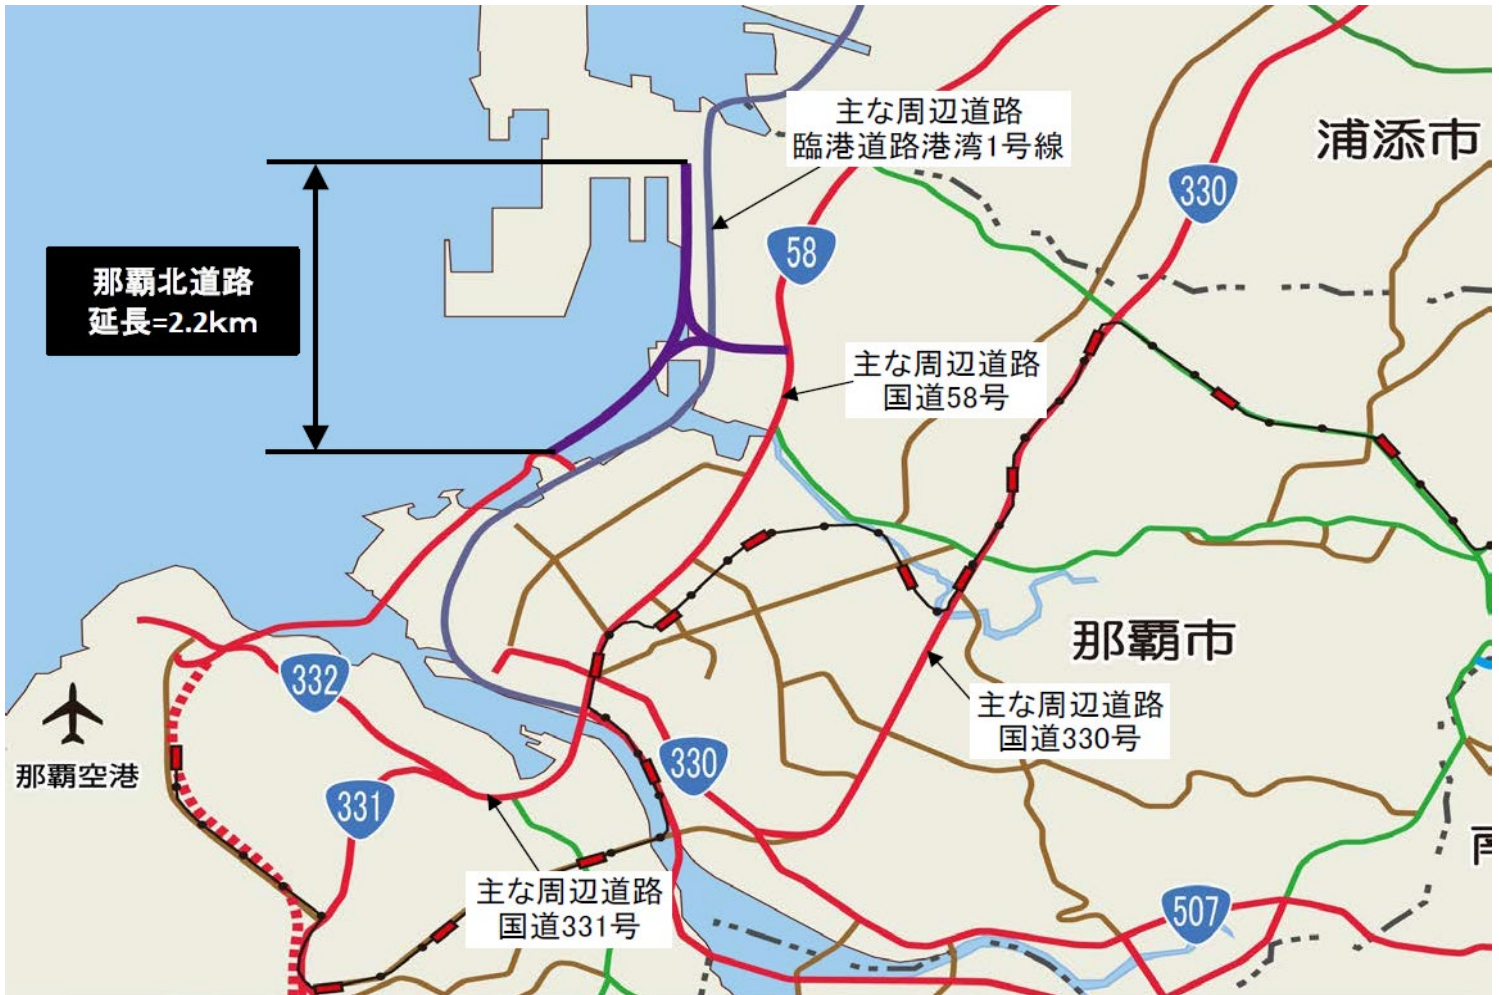 主な周辺道路
臨港道路港湾1号線
浦添市
330
58
那覇北道路
延長=2.2km
主な周辺道路
国道58号
那覇市
332
主な周辺道路
国道330号
330
那覇空港
331
主な周辺道路
国道331号
507